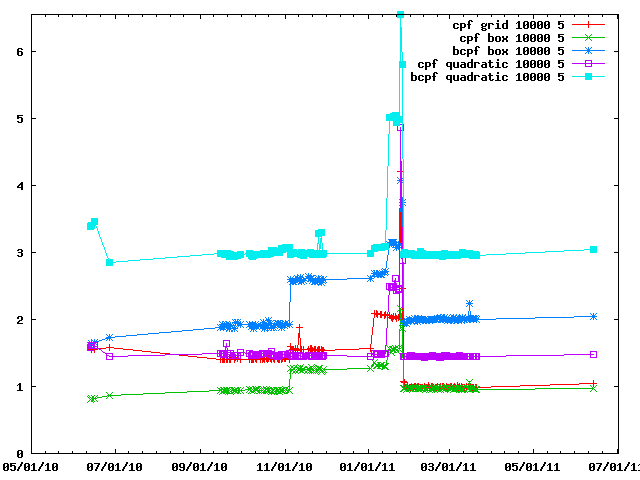 cpf grid 10000 5
cpf box 10000 5
bcpf box 10000 5
cpf quadratic 10000 5
bcpf quadratic 10000 5
6
5
4
3
2
1
0
05/01/10 07/01/10 09/01/10 11/01/10 01/01/11 03/01/11 05/01/11 07/01/11